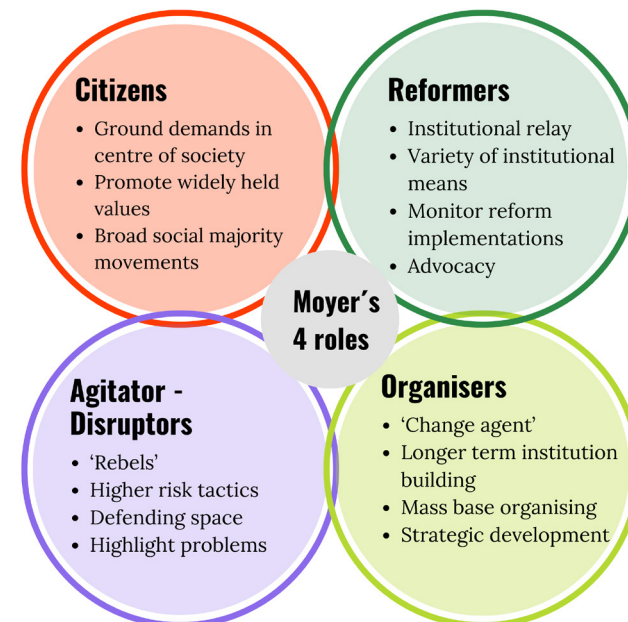 Citizens
• Ground demands in
centre of society
• Promote widely held
values
• Broad social majority
movements
Reformers
• Institutional relay
• Variety of institutional
means
• Monitor reform
implementations
• Advocacy
Moyer´s
4 roles
Agitator -
Disruptors
• ‘Rebels’
• Higher risk tactics
• Defending space
• Highlight problems
Organisers
• ‘Change agent’
• Longer term institution
building
• Mass base organising
• Strategic development